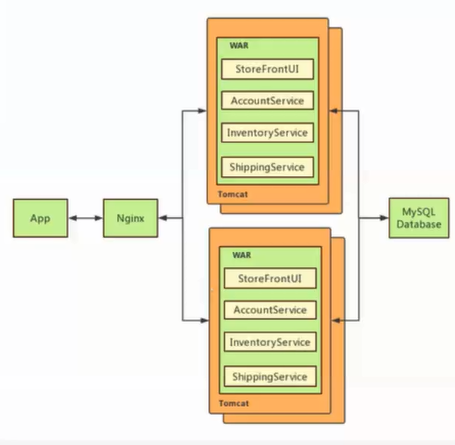 WAR
StoreFrontUI
AccountService
InventoryService
ShippingService
Tomcat
App
Nginx
MySQL
Database
WAR
StoreFrontUI
AccountService
InventoryService
ShippingService
Tomcat